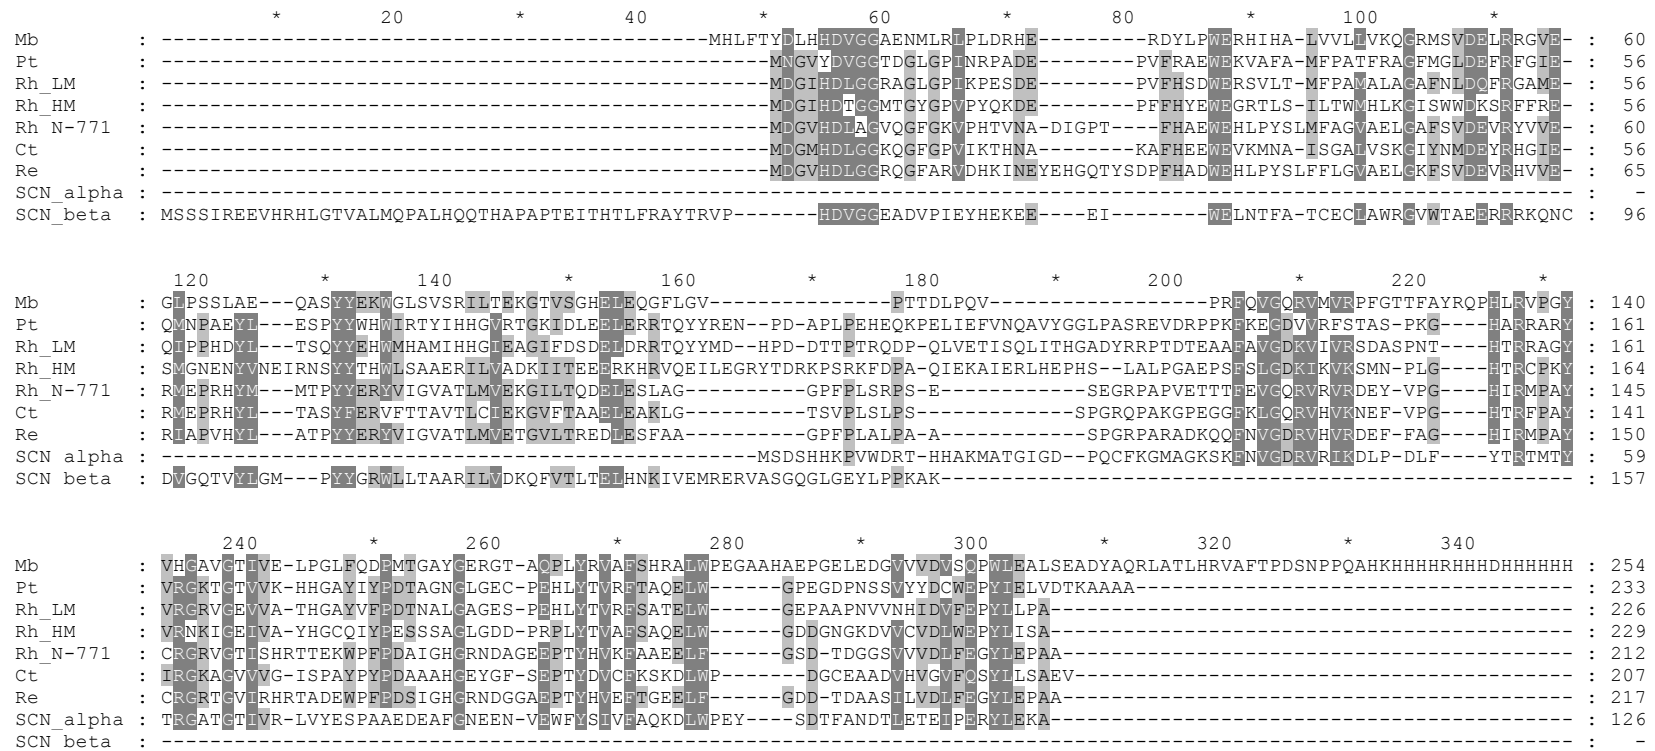 * 20 * 40 * 60 * 80 * 100 *
Mb : ---------------------------------------------MHLFTYDLHHDVGGAENMLRLPLDRHE---------RDYLPWERHIHA-LVVLLVKQGRMSVDELRRGVE- : 60
Pt : --------------------------------------------------MNGVYDVGGTDGLGPINRPADE--------PVFRAEWEKVAFA-MFPATFRAGFMGLDEFRFGIE- : 56
Rh_LM : --------------------------------------------------MDGIHDLGGRAGLGPIKPESDE--------PVFHSDWERSVLT-MFPAMALAGAFNLDQFRGAME- : 56
Rh_HM : --------------------------------------------------MDGIHDTGGMTGYGPVPYQKDE--------PFFHYEWEGRTLS-ILTWMHLKGISWWDKSRFFRE- : 56
Rh N-771 : --------------------------------------------------MDGVHDLAGVQGFGKVPHTVNA-DIGPT----FHAEWEHLPYSLMFAGVAELGAFSVDEVRYVVE- : 60
Ct : --------------------------------------------------MDGMHDLGGKQGFGPVIKTHNA--------KAFHEEWEVKMNA-ISGALVSKGIYNMDEYRHGIE- : 56
Re : --------------------------------------------------MDGVHDLGGRQGFARVDHKINEYEHGQTYSDPFHADWEHLPYSLFFLGVAELGKFSVDEVRHVVE- : 65
SCN_alpha : -------------------------------------------------------------------------------------------------------------------- : -
SCN_beta : MSSSIREEVHRHLGTVALMQPALHQQTHAPAPTEITHTLFRAYTRVP-------HDVGGEADVPIEYHEKEE----EI--------WELNTFA-TCECLAWRGVWTAEERRRKQNC : 96
120 * 140 * 160 * 180 * 200 * 220 *
Mb : GLPSSLAE---QASYYEKWGLSVSRILTEKGTVSGHELEQGFLGV---------------PTTDLPQV------------------PRFQVGQRVMVRPFGTTFAYRQPHLRVPGY : 140
Pt : QMNPAEYL---ESPYYWHWIRTYIHHGVRTGKIDLEELERRTQYYREN--PD-APLPEHEQKPELIEFVNQAVYGGLPASREVDRPPKFKEGDVVRFSTAS-PKG----HARRARY : 161
Rh_LM : QIPPHDYL---TSQYYEHWMHAMIHHGIEAGIFDSDELDRRTQYYMD--HPD-DTTPTRQDP-QLVETISQLITHGADYRRPTDTEAAFAVGDKVIVRSDASPNT----HTRRAGY : 161
Rh_HM : SMGNENYVNEIRNSYYTHWLSAAERILVADKIITEEERKHRVQEILEGRYTDRKPSRKFDPA-QIEKAIERLHEPHS--LALPGAEPSFSLGDKIKVKSMN-PLG----HTRCPKY : 164
Rh_N-771 : RMEPRHYM---MTPYYERYVIGVATLMVEKGILTQDELESLAG----------GPFPLSRPS-E------------SEGRPAPVETTTFEVGQRVRVRDEY-VPG----HIRMPAY : 145
Ct : RMEPRHYL---TASYFERVFTTAVTLCIEKGVFTAAELEAKLG----------TSVPLSLPS-------------SPGRQPAKGPEGGFKLGQRVHVKNEF-VPG----HTRFPAY : 141
Re : RIAPVHYL---ATPYYERYVIGVATLMVETGVLTREDLESFAA----------GPFPLALPA-A------------SPGRPARADKQQFNVGDRVHVRDEF-FAG----HIRMPAY : 150
SCN alpha : -------------------------------------------------MSDSHHKPVWDRT-HHAKMATGIGD-PQCFKGMAGKSKFNVGDRVRIKDLP-DLF----YTRTMTY : 59
SCN beta : DVGQTVYLGM---PYYGRWLLTAARILVDKQFVTLTELHNKIVEMRERVASGQGLGEYLPPKAK---------------------------------------------------- : 157
240 * 260 * 280 * 300 * 320 * 340
Mb : VHGAVGTIVE-LPGLFQDPMTGAYGERGT-AQPLYRVAFSHRALWPEGAAHAEPGELEDGVVVDVSQPWLEALSEADYAQRLATLHRVAFTPDSNPPQAHKHHHHRHHHDHHHHHH : 254
Pt : VRGKTGTVVK-HHGAYIYPDTAGNGLGEC-PEHLYTVRFTAQELW------GPEGDPNSSVYYDCWEPYIELVDTKAAAA------------------------------------ : 233
Rh_LM : VRGRVGEVVA-THGAYVFPDTNALGAGES-PEHLYTVRFSATELW------GEPAAPNVVNHIDVFEPYLLPA------------------------------------------- : 226
Rh_HM : VRNKIGEIVA-YHGCQIYPESSSAGLGDD-PRPLYTVAFSAQELW------GDDGNGKDVVCVDLWEPYLISA------------------------------------------- : 229
Rh_N-771 : CRGRVGTISHRTTEKWPFPDAIGHGRNDAGEEPTYHVKFAAEELF------GSD-TDGGSVVVDLFEGYLEPAA------------------------------------------ : 212
Ct : IRGKAGVVVG-ISPAYPYPDAAAHGEYGF-SEPTYDVCFKSKDLWP------DGCEAADVHVGVFQSYLLSAEV----------------------------------------- : 207
Re : CRGRTGVIRHRTADEWPFPDSIGHGRNDGGAEPTYHVEFTGEELF------GDD-TDAASILVDLFEGYLEPAA------------------------------------------ : 217
SCN_alpha : TRGATGTIVR-LVYESPAAEDEAFGNEEN-VEWFYSIVFAQKDLWPEY----SDTFANDTLETEIPERYLEKA------------------------------------------- : 126
SCN beta : -------------------------------------------------------------------------------------------------------------------- : -